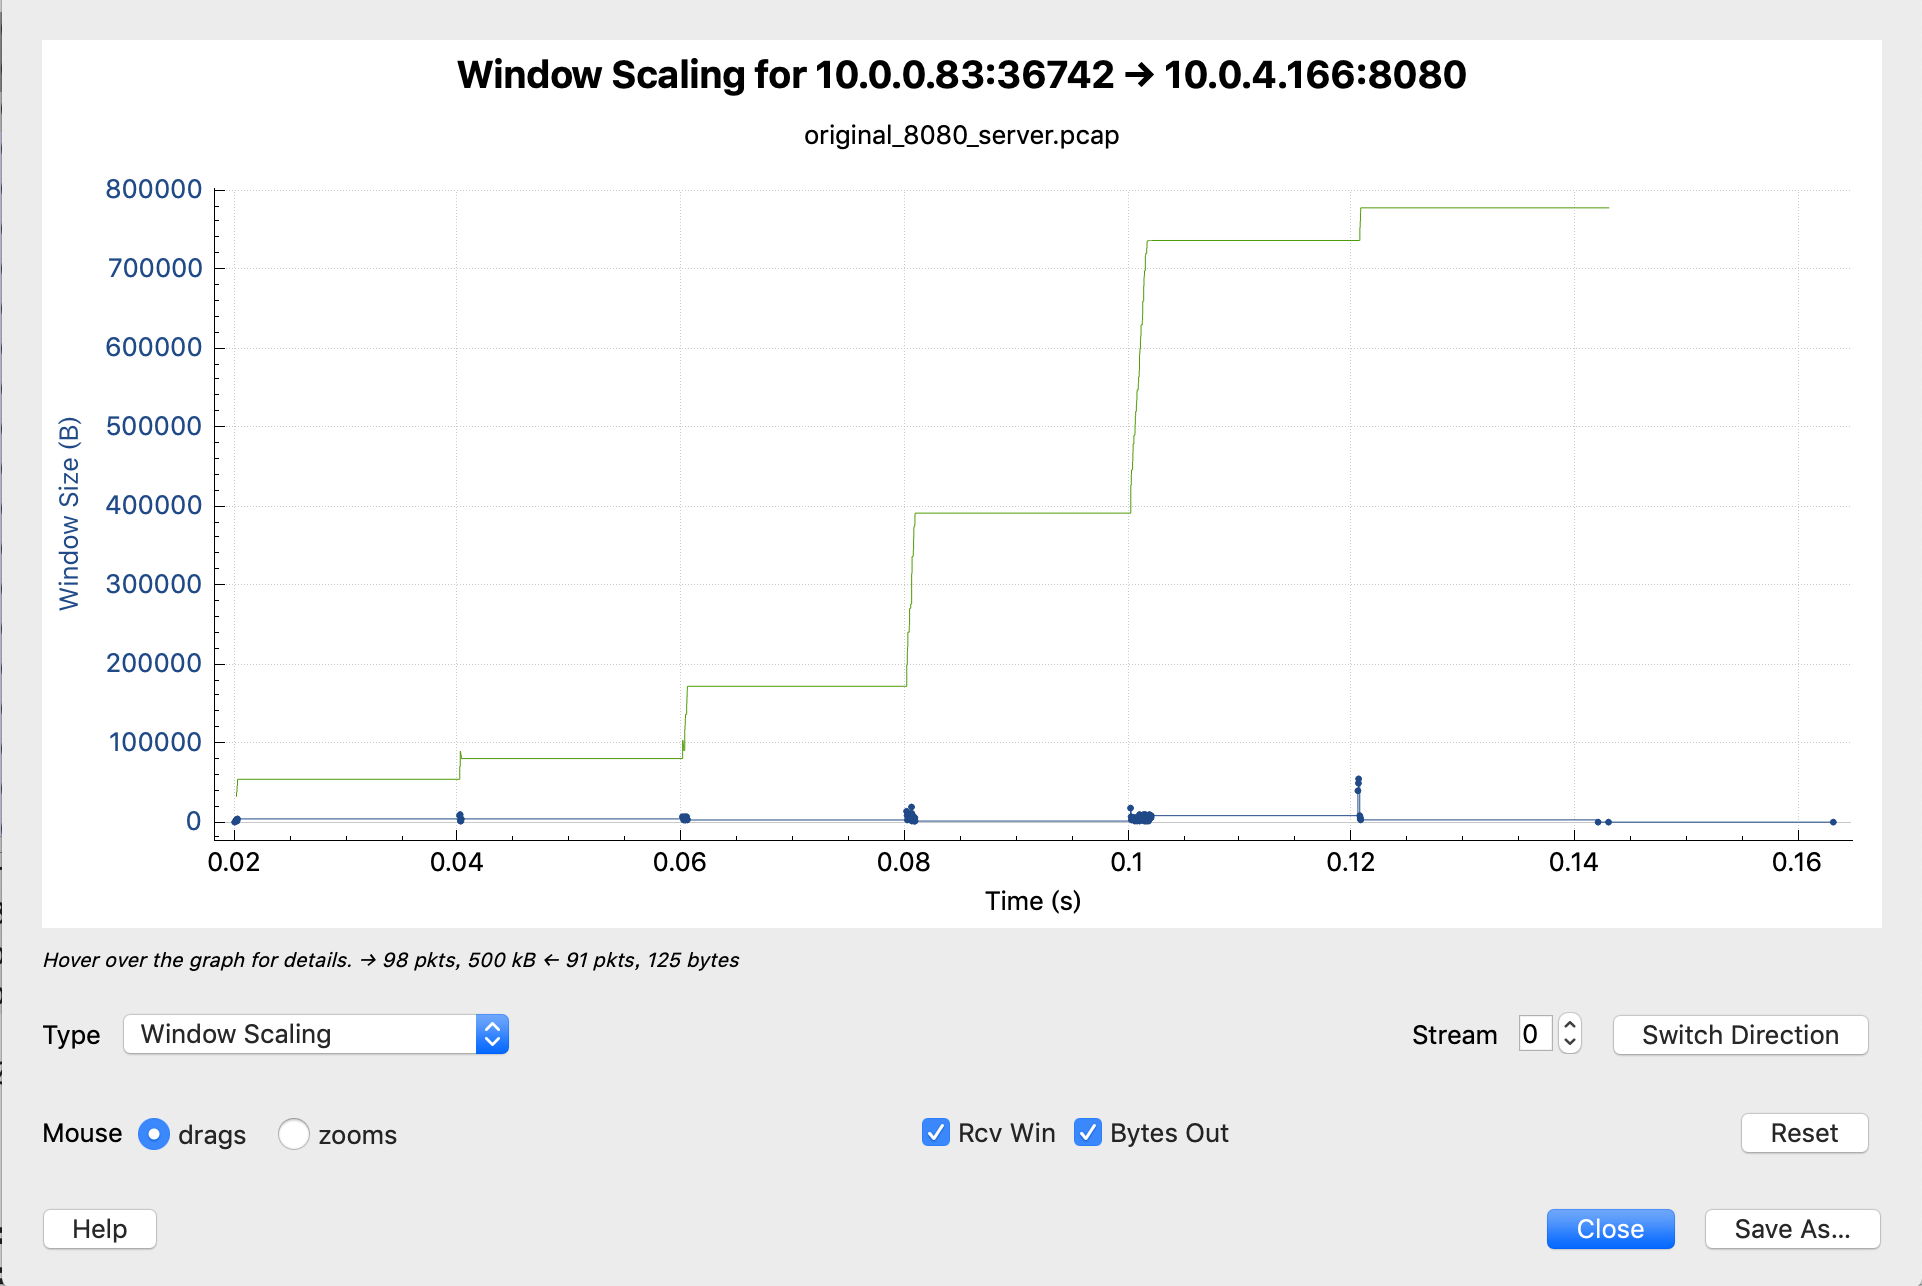 Window Scaling for 10.0.0.83:36742 → 10.0.4.166:8080
original_8080_server.pcap
800000
700000
600000
500000
400000
300000
200000
100000
0
Window Size (B)
0.02 0.04 0.06 0.08 0.1 0.12 0.14 0.16
Time (s)
Hover over the graph for details. → 98 pkts, 500 kB ← 91 pkts, 125 bytes
Type Window Scaling Stream 0 Switch Direction
Mouse drags zooms Rcv Win Bytes Out Reset
Help Close Save As...